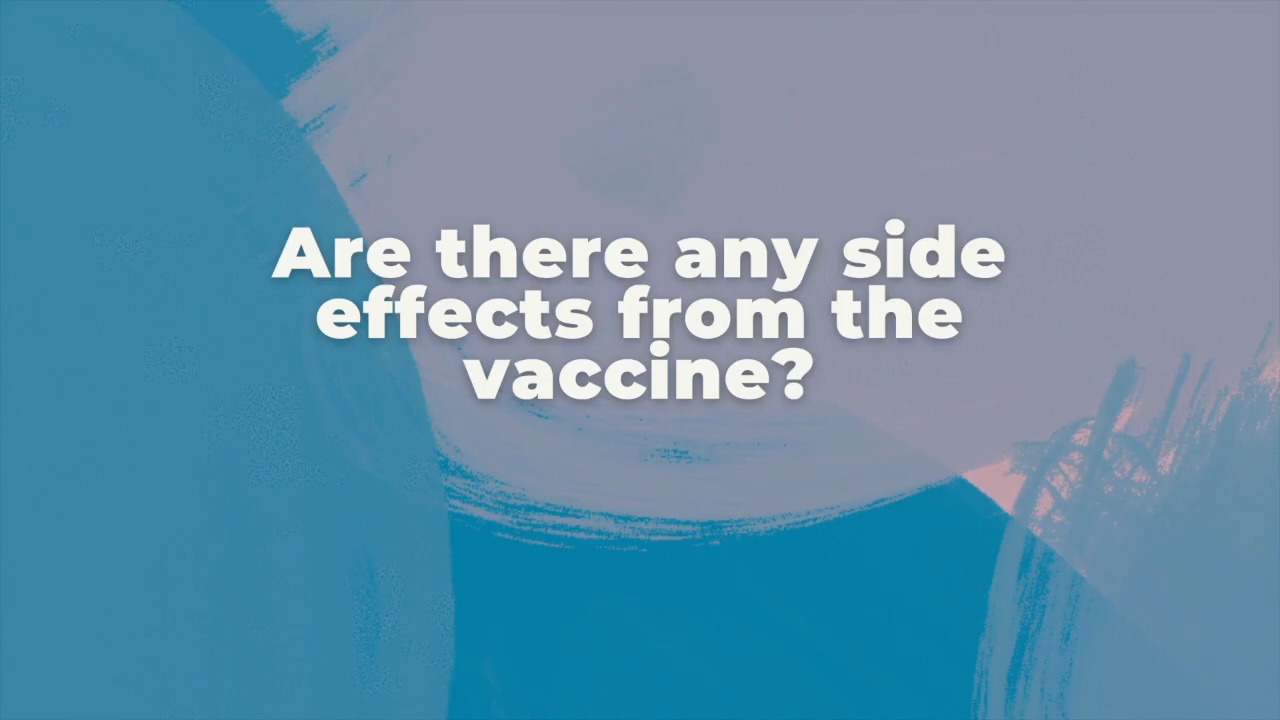 Are there any side
effects from the
vaccine?